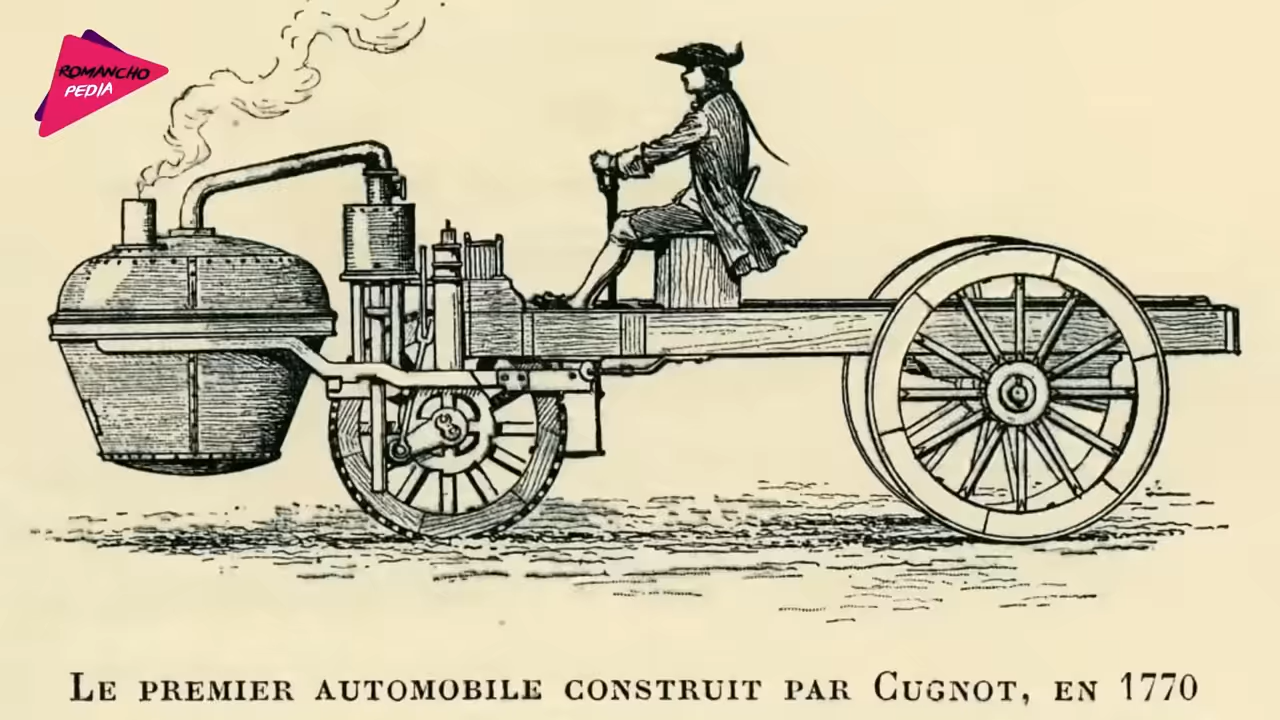 ROMANCHO
PEDIA
LE PREMIER AUTOMOBILE CONSTRUIT PAR CUGNOT, EN 1770